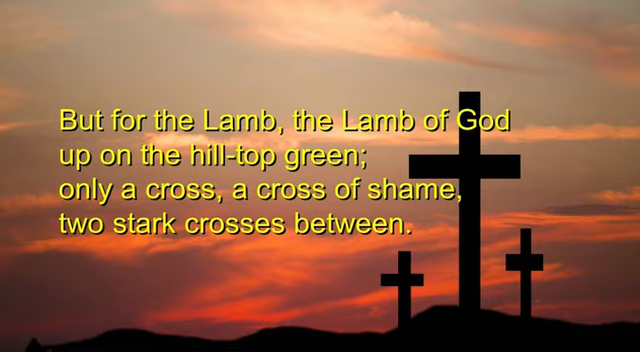 But for the Lamb, the Lamb of God
up on the hill-top green;
only a cross, a cross of shame,
two stark crosses between.